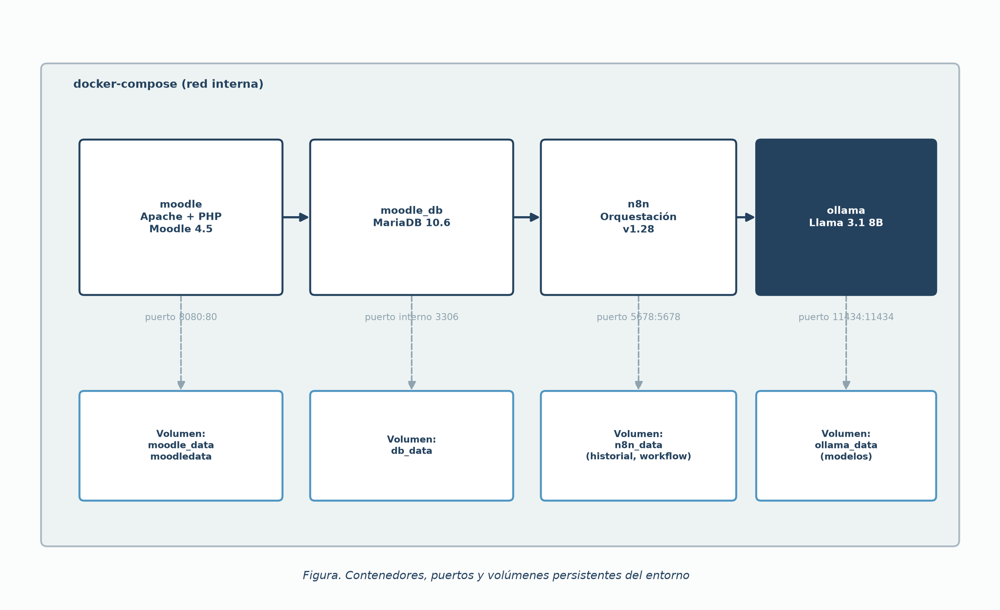 docker-compose (red interna)
moodle
Apache + PHP
Moodle 4.5
moodle_db
MariaDB 10.6
n8n
Orquestación
v1.28
ollama
Llama 3.1 8B
puerto 8080:80
puerto interno 3306
puerto 5678:5678
puerto 11434:11434
Volumen:
moodle_data
moodledata
Volumen:
db_data
Volumen:
n8n_data
(historial, workflow)
Volumen:
ollama_data
(modelos)
Figura. Contenedores, puertos y volúmenes persistentes del entorno